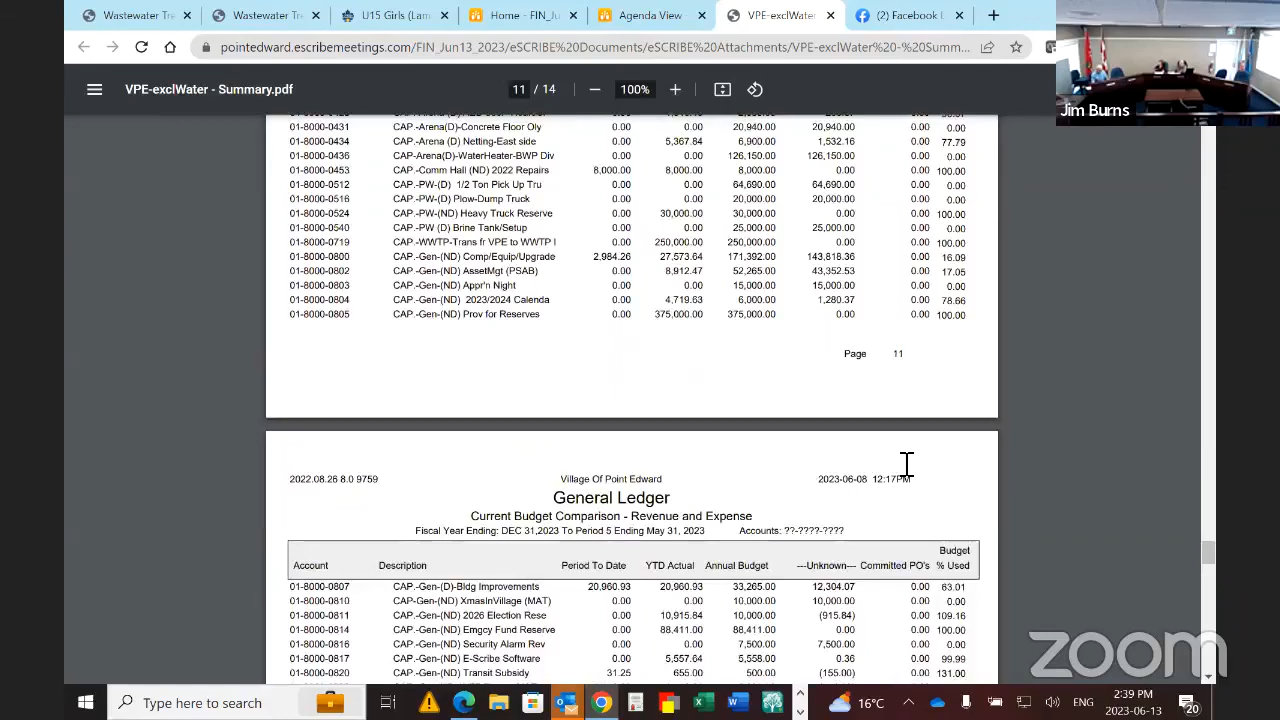 Wastewater Tre
Wastewater Tre
U15 Girls (Lam
Home - FIN_Ju
Agenda View -
VPE-exclWater
(2) Facebook L
pointedward.escribemeetings.com/FIN_Jun13_2023/eSCRIBE%20Documents/eSCRIBE%20Attachments/VPE-exclWater%20-%20Summ...
VPE-exclWater - Summary.pdf
11 / 14
100%
Jim Burns
01-8000-0431 CAP.-Arena(D)-Concrete Floor Oly 0.00 0.00 20,940.00 20,940.00 0.00 0.00
01-8000-0434 CAP.-Arena (D) Netting-East side 0.00 5,367.84 6,900.00 1,532.16 0.00 77.79
01-8000-0436 CAP-Arena(D)-WaterHeater-BWP Div 0.00 0.00 126,150.00 126,150.00 0.00 0.00
01-8000-0453 CAP.-Comm Hall (ND) 2022 Repairs 8,000.00 8,000.00 8,000.00 0.00 0.00 100.00
01-8000-0512 CAP.-PW-(D) 1/2 Ton Pick Up Tru 0.00 0.00 64,690.00 64,690.00 0.00 0.00
01-8000-0516 CAP.-PW-(D) Plow-Dump Truck 0.00 0.00 20,000.00 20,000.00 0.00 0.00
01-8000-0524 CAP.-PW-(ND) Heavy Truck Reserve 0.00 30,000.00 30,000.00 0.00 0.00 100.00
01-8000-0540 CAP.-PW (D) Brine Tank/Setup 0.00 0.00 25,000.00 25,000.00 0.00 0.00
01-8000-0719 CAP.-WWTP-Trans fr VPE to WWTP I 0.00 250,000.00 250,000.00 0.00 0.00 100.00
01-8000-0800 CAP.-Gen-(ND) Comp/Equip/Upgrade 2,984.26 27,573.64 171,392.00 143,818.36 0.00 16.09
01-8000-0802 CAP.-Gen-(ND) AssetMgt (PSAB) 0.00 8,912.47 52,265.00 43,352.53 0.00 17.05
01-8000-0803 CAP.-Gen-(ND) Appr'n Night 0.00 0.00 15,000.00 15,000.00 0.00 0.00
01-8000-0804 CAP.-Gen-(ND) 2023/2024 Calenda 0.00 4,719.63 6,000.00 1,280.37 0.00 78.66
01-8000-0805 CAP.-Gen-(ND) Prov for Reserves 0.00 375,000.00 375,000.00 0.00 0.00 100.00
Page 11
2022.08.26 8.0 9759 Village Of Point Edward 2023-06-08 12:17PM
General Ledger
Current Budget Comparison - Revenue and Expense
Fiscal Year Ending: DEC 31,2023 To Period 5 Ending May 31, 2023 Accounts: ??-????-????
Budget
Account Description Period To Date YTD Actual Annual Budget ---Unknown--- Committed PO's % Used
01-8000-0807 CAP.-Gen-(D)-Bldg Improvements 20,960.93 20,960.93 33,265.00 12,304.07 0.00 63.01
01-8000-0810 CAP-Gen-(ND) XmasInVillage (MAT) 0.00 0.00 10,000.00 10,000.00 0.00 0.00
01-8000-0811 CAP.-Gen-(ND) 2026 Election Rese 0.00 10,915.84 10,000.00 (915.84) 0.00 109.16
01-8000-0814 CAP.-Gen-(ND) Emgcy Fund Reserve 0.00 88,411.00 88,411.00 0.00 0.00 100.00
01-8000-0816 CAP.-Gen-(ND) Security Alarm Rev 0.00 0.00 7,500.00 7,500.00 0.00 0.00
01-8000-0817 CAP.-Gen-(ND) E-Scribe Software 0.00 5,557.64 5,558.00 0.36 0.00 99.99
01-8000-0820 CAP.-Gen-(ND) Transit Subsidy 31.25 655.00 500.00 (155.00) 0.00 131.00
zoom
Type here to search
16°C
2:39 PM
2023-06-13
20